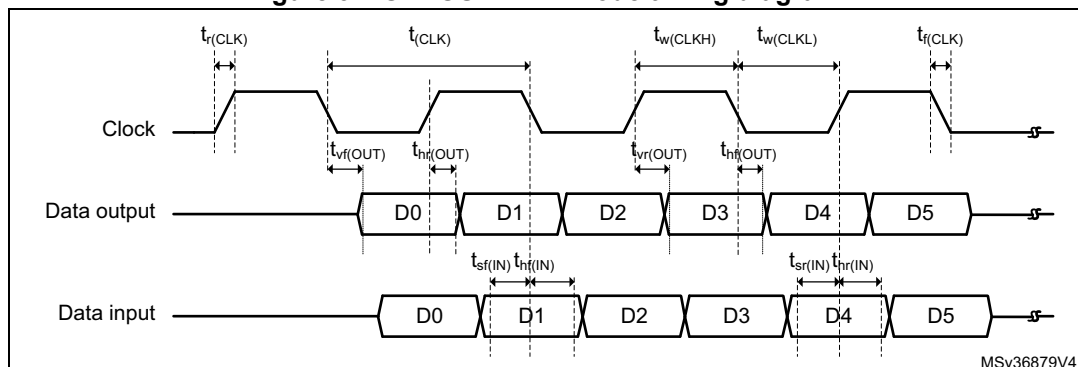 t_r(CLK) t_(CLK) t_w(CLKH) t_w(CLKL) t_f(CLK)
Clock
t_vf(OUT) t_hr(OUT) t_vr(OUT) t_hf(OUT)
Data output D0 D1 D2 D3 D4 D5
t_sf(IN) t_hf(IN) t_sr(IN) t_hr(IN)
Data input D0 D1 D2 D3 D4 D5
MSv36879V4